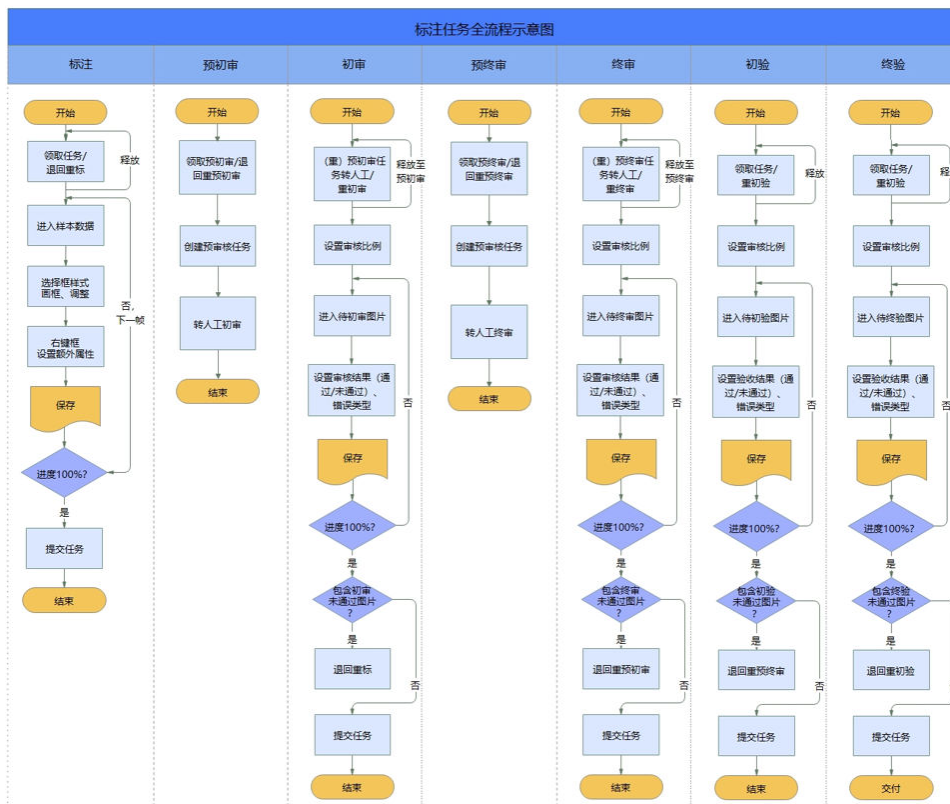 标注任务全流程示意图
标注
预初审
初审
预终审
终审
初验
终验
开始
领取任务/
退回重标
释放
进入样本数据
选择框样式
画框、调整
否，
下一帧
右键框
设置额外属性
保存
进度100%？
是
提交任务
结束
开始
领取预初审/退
回重预初审
创建预审核任务
转人工初审
结束
开始
（重）预初审任
务转人工/
重初审
释放至
预初审
设置审核比例
进入待初审图片
设置审核结果（通
过/未通过）、
错误类型
否
保存
进度100%？
是
包含初审
未通过图片
？
是
退回重标
否
提交任务
结束
开始
领取预终审/退
回重预终审
创建预审核任务
转人工终审
结束
开始
（重）预终审任
务转人工/
重终审
释放至
预终审
设置审核比例
进入待终审图片
设置审核结果（通
过/未通过）、
错误类型
否
保存
进度100%？
是
包含终审
未通过图片
？
是
退回重预初审
否
提交任务
结束
开始
领取任务/
重初验
释放
设置审核比例
进入待初验图片
设置验收结果（通
过/未通过）、
错误类型
否
保存
进度100%？
是
包含初验
未通过图片
？
是
退回重预终审
否
提交任务
结束
开始
领取任务/
重终验
释
设置审核比例
进入待终验图片
设置验收结果（通
过/未通过）、
错误类型
否
保存
进度100%？
是
包含终验
未通过图片
？
是
退回重初验
提交任务
交付